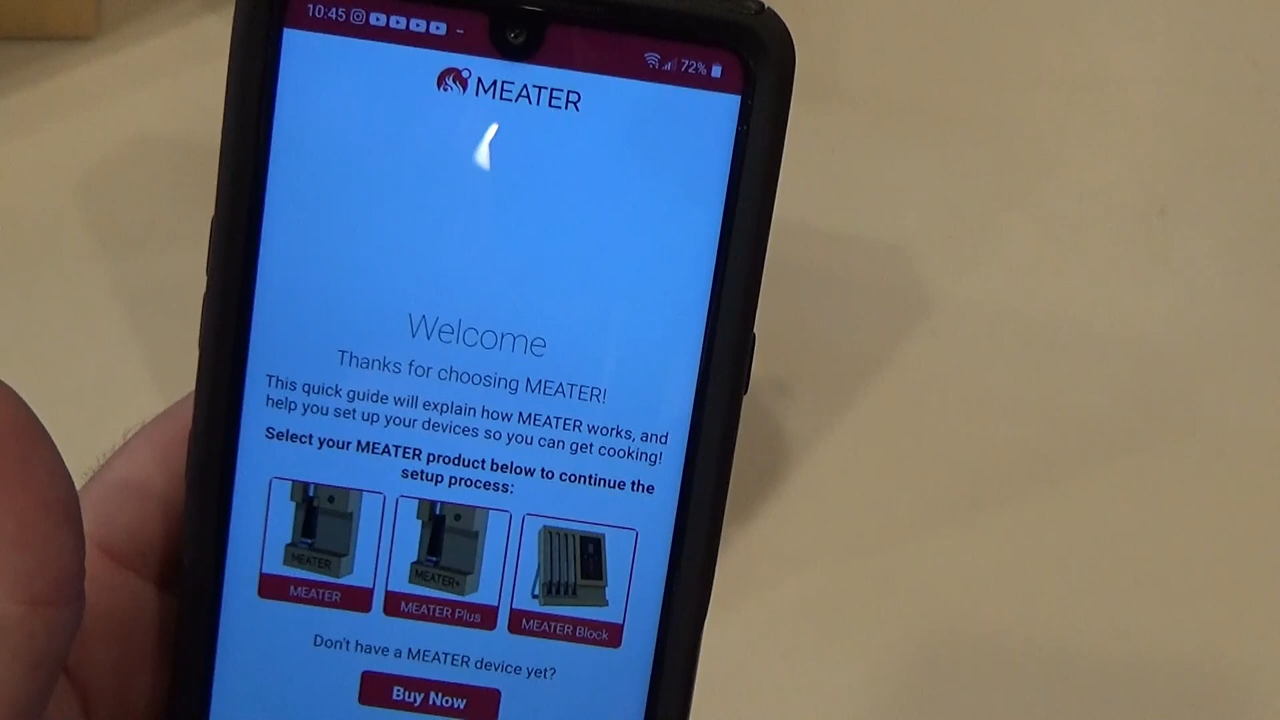 10:45
72%
MEATER
Welcome
Thanks for choosing MEATER!
This quick guide will explain how MEATER works, and
help you set up your devices so you can get cooking!
Select your MEATER product below to continue the
setup process:
MEATER
MEATER+
MEATER
MEATER Plus
MEATER Block
Don't have a MEATER device yet?
Buy Now